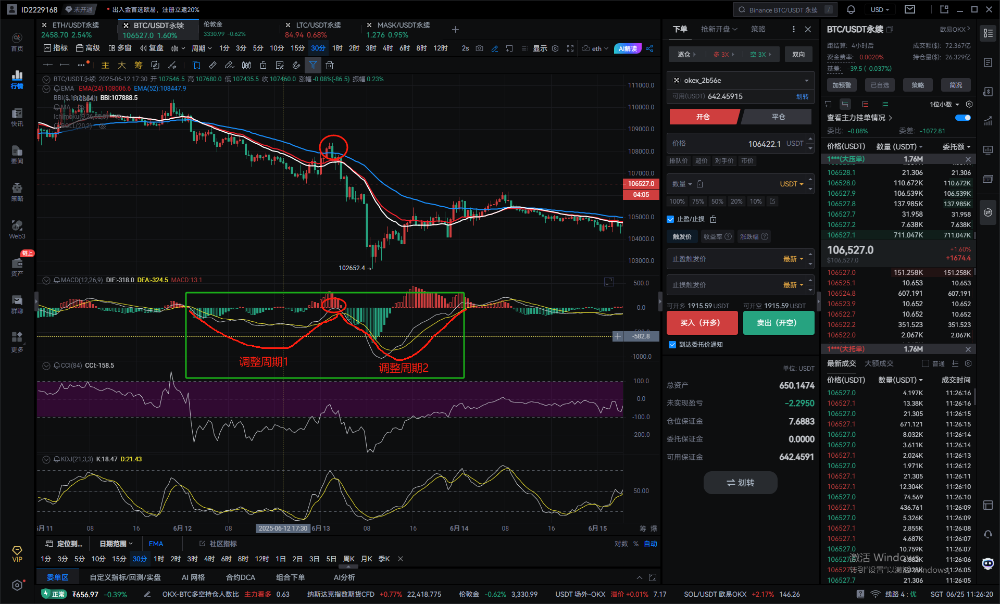 ID2229168 未开通 出入金首选欧易，注册立返20%
Binance BTC/USDT 永续 / USD
ETH/USDT永续 2458.70 2.54%
BTC/USDT永续 106527.0 1.60%
伦敦金 3330.99 -0.62%
LTC/USDT永续 84.94 0.68%
MASK/USDT永续 1.276 0.95%
指标 高级 多窗 复盘 周期 1分 3分 5分 10分 15分 30分 1时 2时 3时 4时 6时 8时 12时 2s 显示 eth AI解读
主 大 筹
首页
行情
快讯
要闻
策略
Web3
链上
资产
群聊
更多
VIP
BTC/USDT永续 2025-06-12 17:30 开 107546.5 高 107680.0 低 107435.5 收 107460.0 涨幅 -0.08%(-86.5) 振幅 0.23%
EMA EMA(24):108006.6 EMA(52):108447.9
BBI:107888.5
110364.1
MA
Ichimoku(9,26,52,0)
BOLL(20,2)
111000.0
110000.0
109000.0
108000.0
107000.0
106527.0
04:05
105000.0
104000.0
103000.0
102652.4
MACD(12,26,9) DIF:-318.0 DEA:-324.5 MACD:13.1
500.0
0.0
-582.8
-1000.0
调整周期1
调整周期2
CCI(84) CCI:-158.5
100.0
0.0
-100.0
-200.0
KDJ(21,3,3) K:18.47 D:21.43
50.00
6月11 08 16 6月12 08 2025-06-12 17:30 6月13 08 16 6月14 08 16 6月15 筹 爆
定位到... 日期范围 EMA 社区指标 对数 % 自动
1分 3分 5分 10分 15分 30分 1时 2时 3时 4时 6时 8时 12时 1日 2日 3日 5日 周K 月K 季K
委单区 自定义指标/回测/实盘 AI 网格 合约DCA 组合下单 AI分析
正常 ₮656.97 -0.39% OKX-BTC多空持仓人数比 主力看多 0.63 纳斯达克指数期货CFD +0.77% 22,418.775 伦敦金 -0.62% 3,330.99 USDT 场外-OKX 溢价 +0.01% 7.17 SOL/USDT 欧易OKX +2.17% 146.26 线路 4 : 优 SGT 06/25 11:26:20
下单 抢新开盘 策略
逐仓 多 3X 空 3X 双向
okex_2b56e
可用(USDT) 642.45915 划转
开仓 平仓
价格 106422.1 USDT
排队价 超价 对手价 市价
数量 USDT
100% 75% 50% 20% 10%
止盈/止损
触发价 收益率 涨跌幅
止盈触发价 最新
止损触发价 最新
可开多 1915.59 USDT 可开空 1915.59 USDT
买入（开多） 卖出（开空）
到达委托价通知
单位: USDT
总资产 650.1474
未实现盈亏 -2.2950
仓位保证金 7.6883
委托保证金 0.0000
可用保证金 642.4591
划转
BTC/USDT永续 欧易OKX
距结算: 4小时后 成交额($): 72.367亿
资金费率: 0.0020% 持仓量($): 26.329亿
基差: -39.5 (-0.037%)
加预警 已自选 策略 简况
1位小数
查看主力挂单情况
委比: -0.08% 委差: -1072.81
价格(USDT) 数量 (USDT) 委托额
1***(大压单) 1.76M
106528.1 21.306 21.306
106528.0 110.672K 110.672K
106527.9 106.539K 106.539K
106527.8 137.985K 137.985K
106527.7 31.958 31.958
106527.2 7.638K 7.638K
106527.1 711.047K 711.047K
106,527.0 +1.60%
$106,527.0 +1674.4
106527.0 151.258K 151.258K
106525.1 10.653 10.653
106524.8 607.191 607.191
106523.9 10.652 10.652
106522.7 10.652 10.652
106522.2 351.523 351.523
106522.0 2.067K 2.067K
1***(大托单) 1.76M
最新成交 大额成交 普通
价格(USDT) 数量(USDT) 成交时间
106527.0 4.197K 11:26:16
106527.1 13.38K 11:26:16
106527.0 21.305 11:26:15
106527.1 671.121 11:26:15
106527.0 8.032K 11:26:14
106527.0 3.611K 11:26:14
106527.1 2.024K 11:26:13
106527.0 1.971K 11:26:12
106527.1 21.305 11:26:11
106527.1 12.304K 11:26:10
106527.0 74.569 11:26:10
106527.1 436.761 11:26:09
106527.0 5.326K 11:26:09
106527.1 2.855K 11:26:08
106527.1 4.687K 11:26:07
106527.0 10.759K 11:26:07
106527.0 6.882K 11:26:06
106527.1 6.328K 11:26:05
106527.7 21.306 11:26:05
激活 Windows
转到"设置"以激活 Windows。